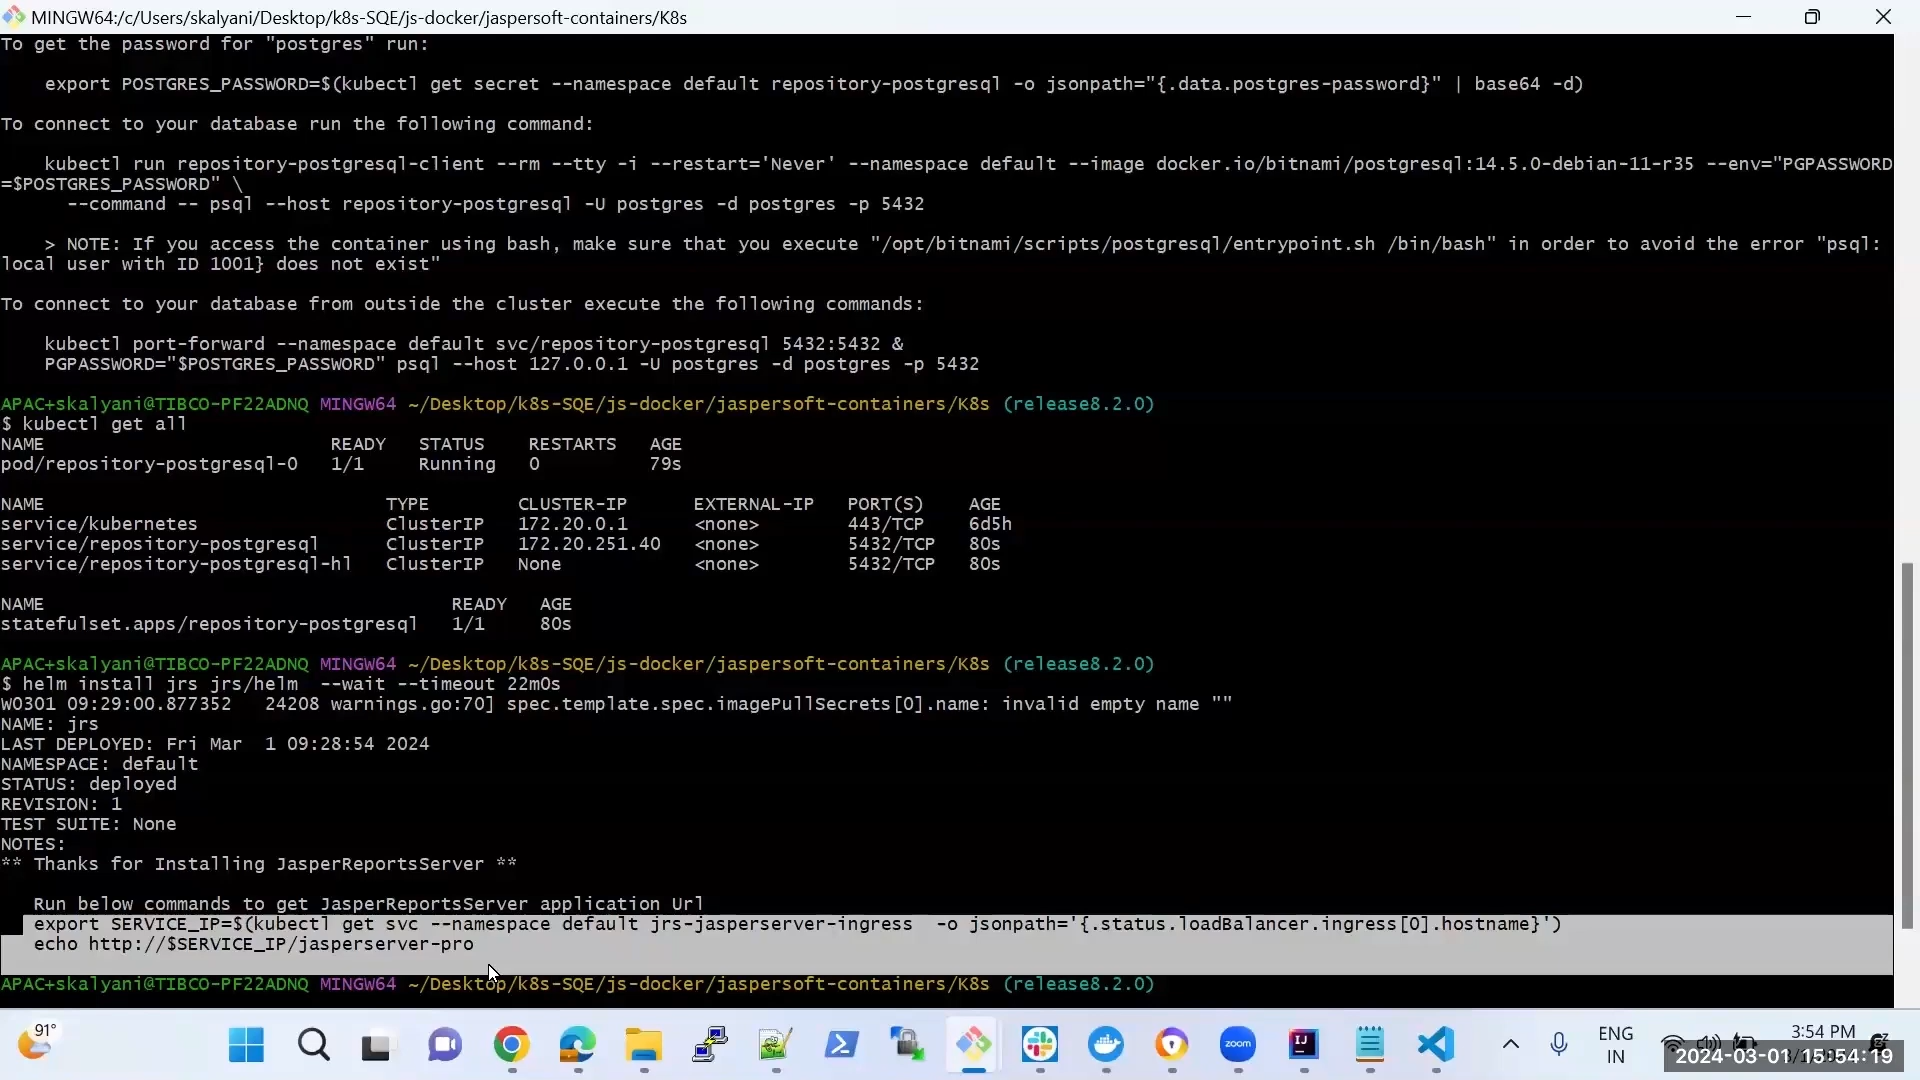 MINGW64:/c/Users/skalyani/Desktop/k8s-SQE/js-docker/jaspersoft-containers/K8s
To get the password for "postgres" run:
export POSTGRES_PASSWORD=$(kubectl get secret --namespace default repository-postgresql -o jsonpath="{.data.postgres-password}" | base64 -d)
To connect to your database run the following command:
kubectl run repository-postgresql-client --rm --tty -i --restart='Never' --namespace default --image docker.io/bitnami/postgresql:14.5.0-debian-11-r35 --env="PGPASSWORD
=$POSTGRES_PASSWORD" \
--command -- psql --host repository-postgresql -U postgres -d postgres -p 5432
> NOTE: If you access the container using bash, make sure that you execute "/opt/bitnami/scripts/postgresql/entrypoint.sh /bin/bash" in order to avoid the error "psql:
local user with ID 1001} does not exist"
To connect to your database from outside the cluster execute the following commands:
kubectl port-forward --namespace default svc/repository-postgresql 5432:5432 &
PGPASSWORD="$POSTGRES_PASSWORD" psql --host 127.0.0.1 -U postgres -d postgres -p 5432
APAC+skalyani@TIBCO-PF22ADNQ MINGW64 ~/Desktop/k8s-SQE/js-docker/jaspersoft-containers/K8s (release8.2.0)
$ kubectl get all
NAME READY STATUS RESTARTS AGE
pod/repository-postgresql-0 1/1 Running 0 79s
NAME TYPE CLUSTER-IP EXTERNAL-IP PORT(S) AGE
service/kubernetes ClusterIP 172.20.0.1 <none> 443/TCP 6d5h
service/repository-postgresql ClusterIP 172.20.251.40 <none> 5432/TCP 80s
service/repository-postgresql-hl ClusterIP None <none> 5432/TCP 80s
NAME READY AGE
statefulset.apps/repository-postgresql 1/1 80s
APAC+skalyani@TIBCO-PF22ADNQ MINGW64 ~/Desktop/k8s-SQE/js-docker/jaspersoft-containers/K8s (release8.2.0)
$ helm install jrs jrs/helm --wait --timeout 22m0s
W0301 09:29:00.877352 24208 warnings.go:70] spec.template.spec.imagePullSecrets[0].name: invalid empty name ""
NAME: jrs
LAST DEPLOYED: Fri Mar 1 09:28:54 2024
NAMESPACE: default
STATUS: deployed
REVISION: 1
TEST SUITE: None
NOTES:
** Thanks for Installing JasperReportsServer **
Run below commands to get JasperReportsServer application Url
export SERVICE_IP=$(kubectl get svc --namespace default jrs-jasperserver-ingress -o jsonpath='{.status.loadBalancer.ingress[0].hostname}')
echo http://$SERVICE_IP/jasperserver-pro
APAC+skalyani@TIBCO-PF22ADNQ MINGW64 ~/Desktop/k8s-SQE/js-docker/jaspersoft-containers/K8s (release8.2.0)
91°
zoom
IJ
ENG
IN
3:54 PM
2024-03-01 15:54:19